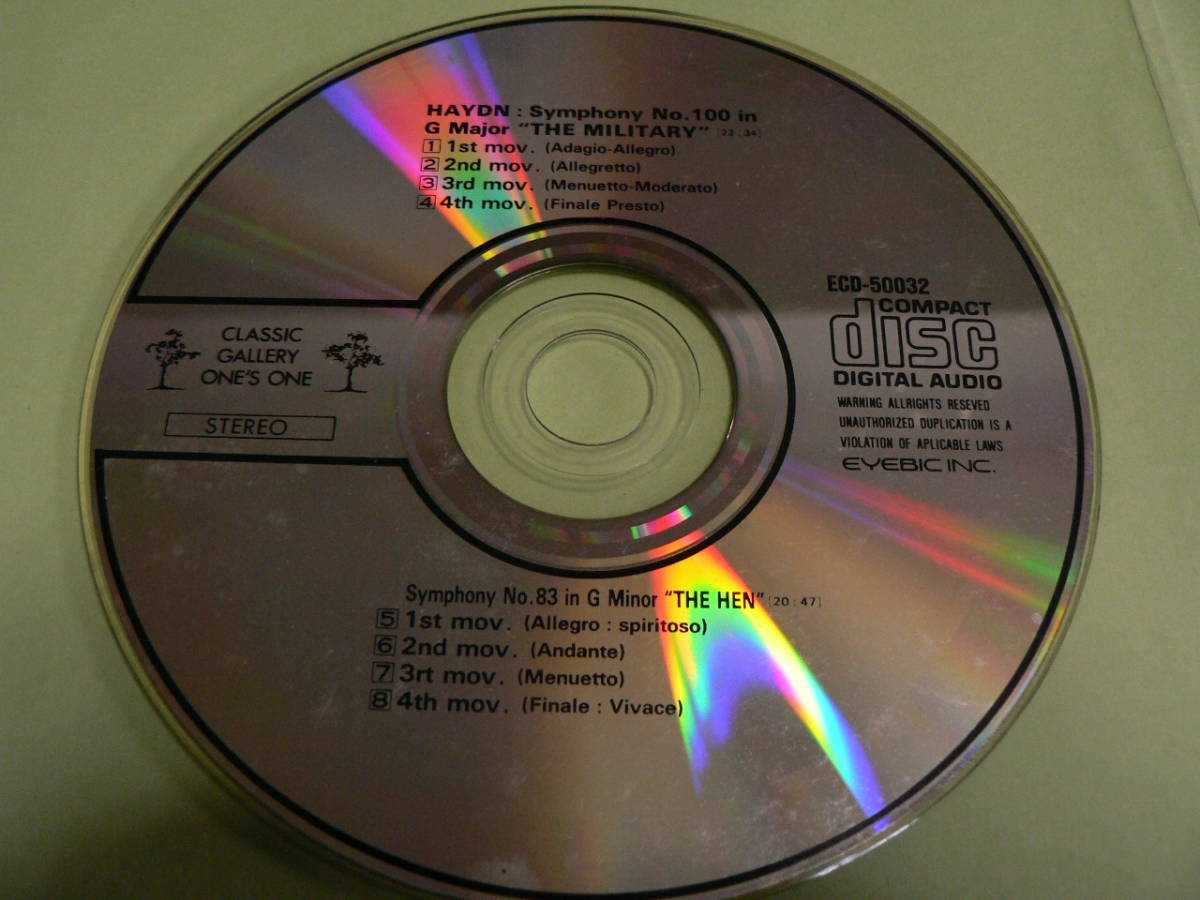 HAYDN : Symphony No.100 in
G Major "THE MILITARY" [23:34]
1 1st mov. (Adagio-Allegro)
2 2nd mov. (Allegretto)
3 3rd mov. (Menuetto-Moderato)
4 4th mov. (Finale Presto)
CLASSIC
GALLERY
ONE'S ONE
STEREO
ECD-50032
COMPACT
disc
DIGITAL AUDIO
WARNING ALLRIGHTS RESEVED
UNAUTHORIZED DUPLICATION IS A
VIOLATION OF APLICABLE LAWS
EYEBIC INC.
Symphony No.83 in G Minor "THE HEN" [20:47]
5 1st mov. (Allegro : spiritoso)
6 2nd mov. (Andante)
7 3rt mov. (Menuetto)
8 4th mov. (Finale : Vivace)